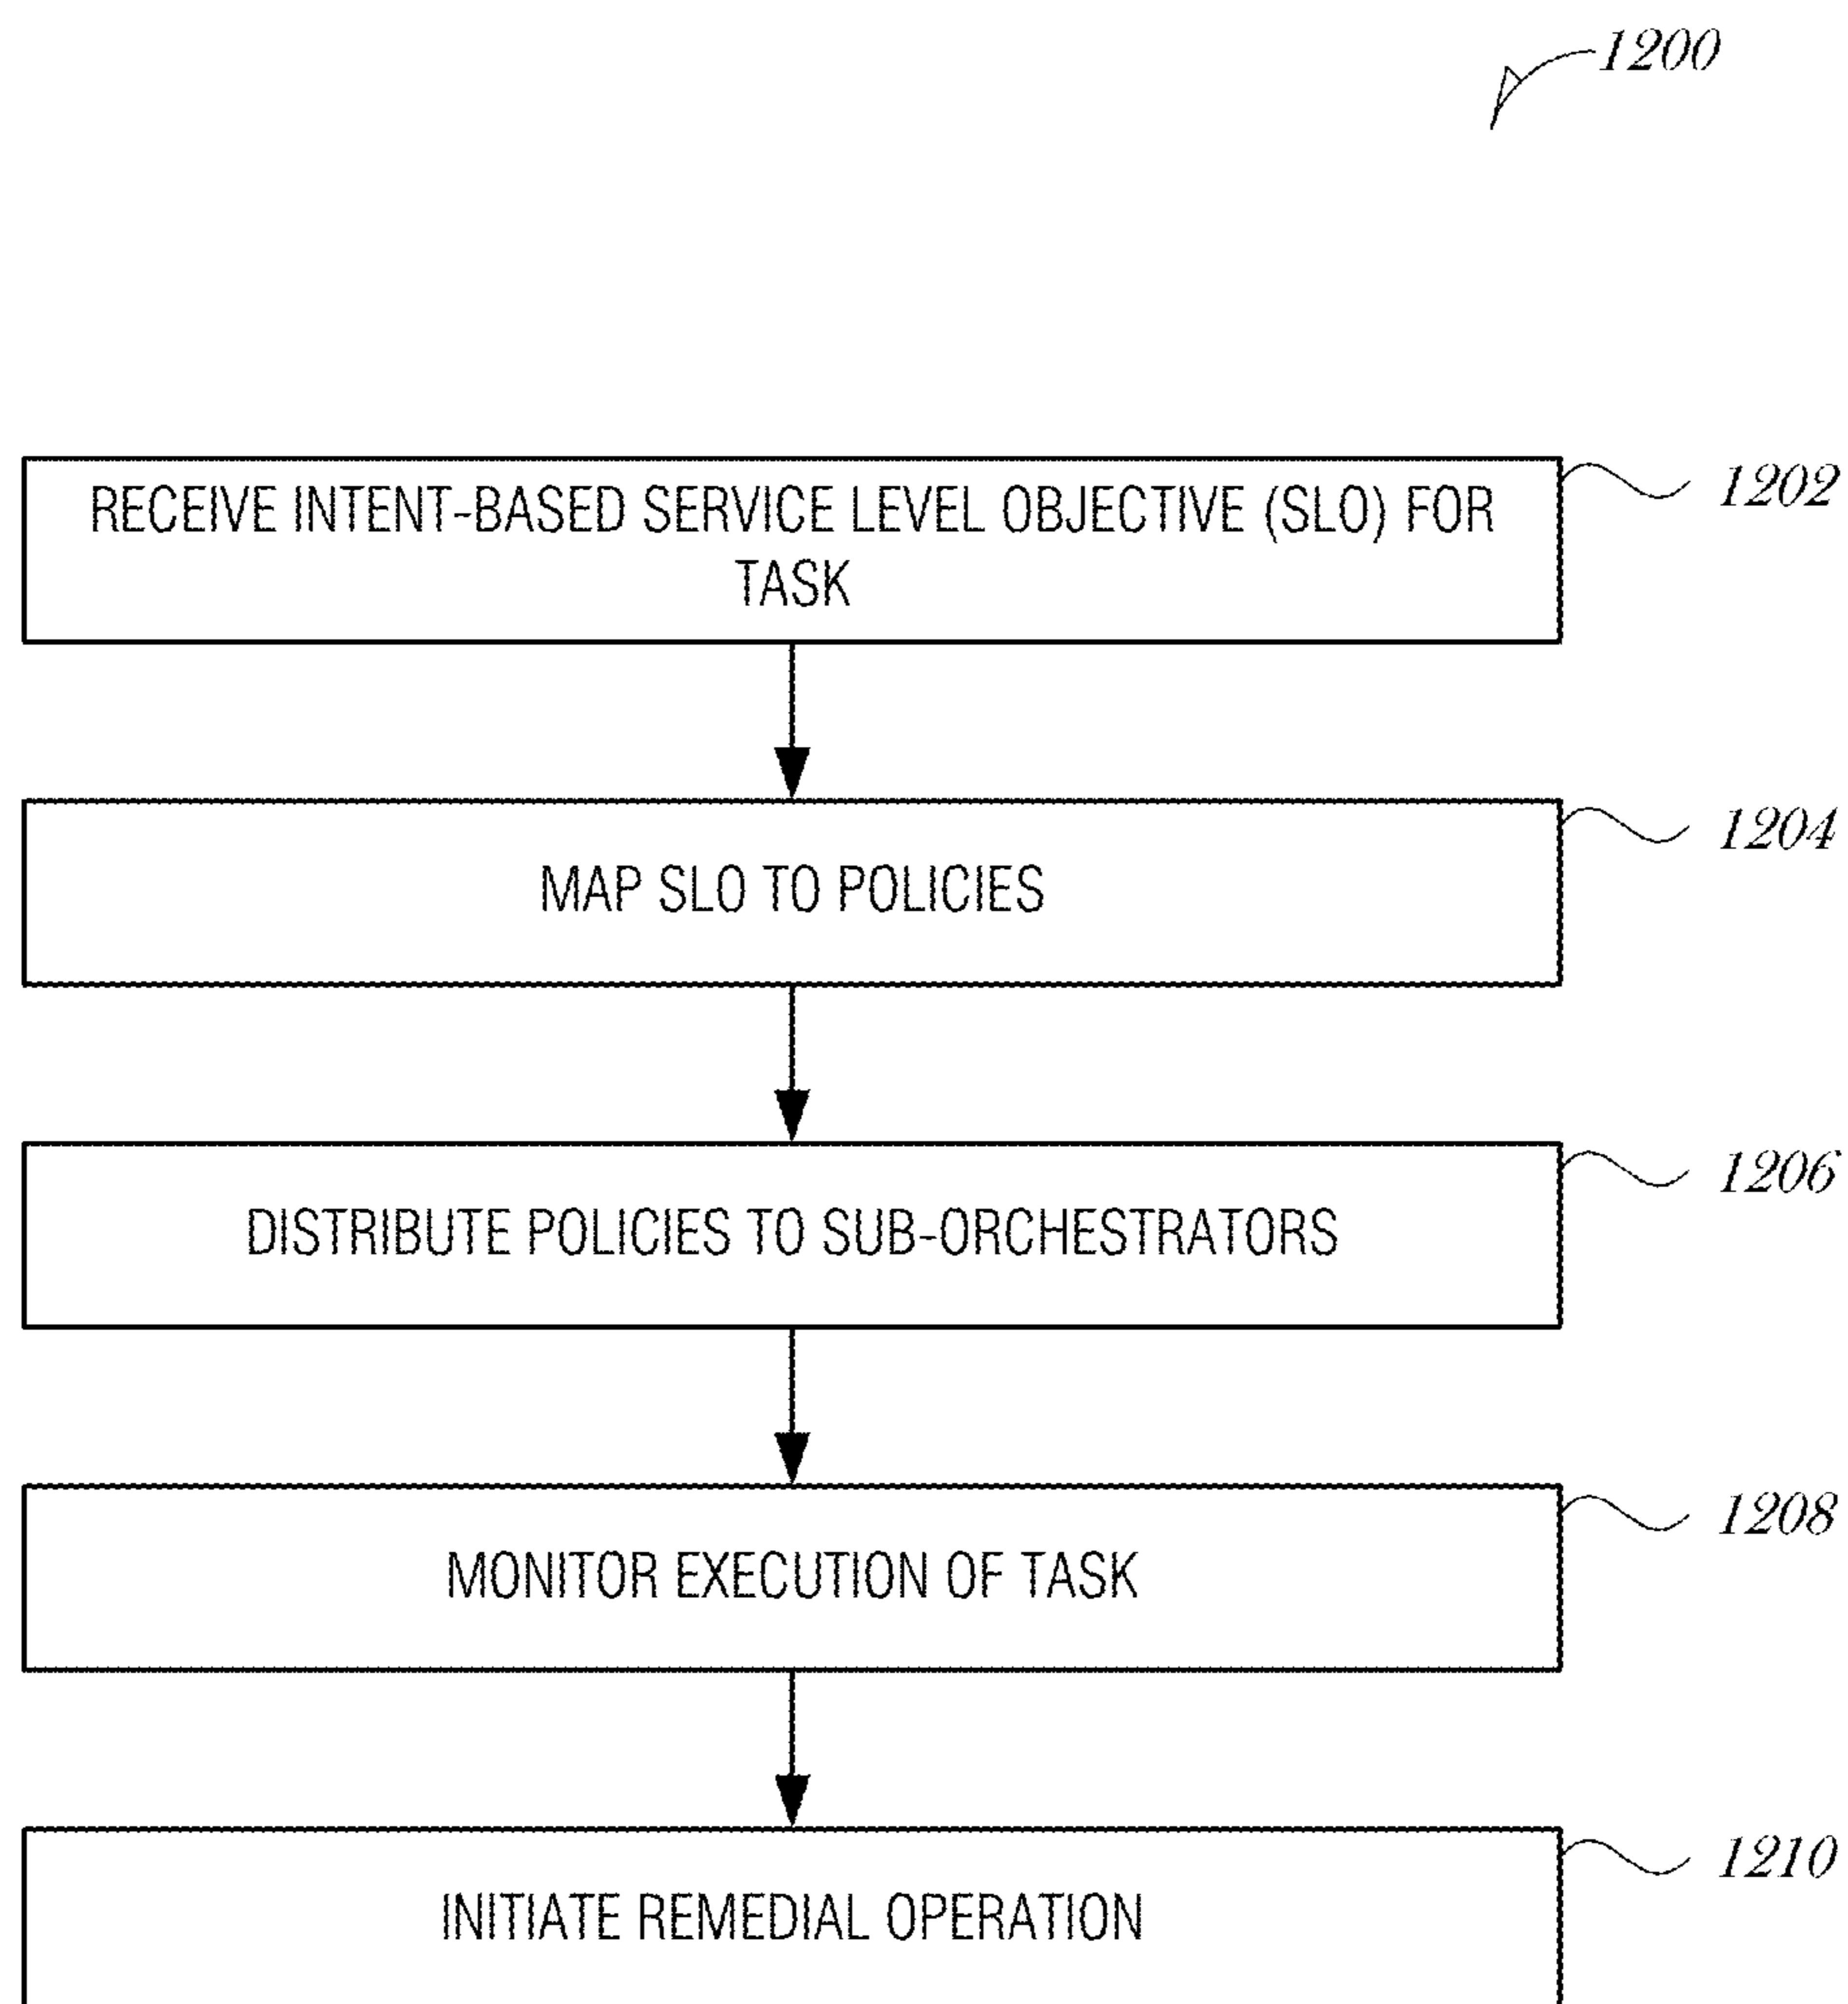 1200
RECEIVE INTENT-BASED SERVICE LEVEL OBJECTIVE (SLO) FOR
TASK
1202
MAP SLO TO POLICIES
1204
DISTRIBUTE POLICIES TO SUB-ORCHESTRATORS
1206
MONITOR EXECUTION OF TASK
1208
INITIATE REMEDIAL OPERATION
1210